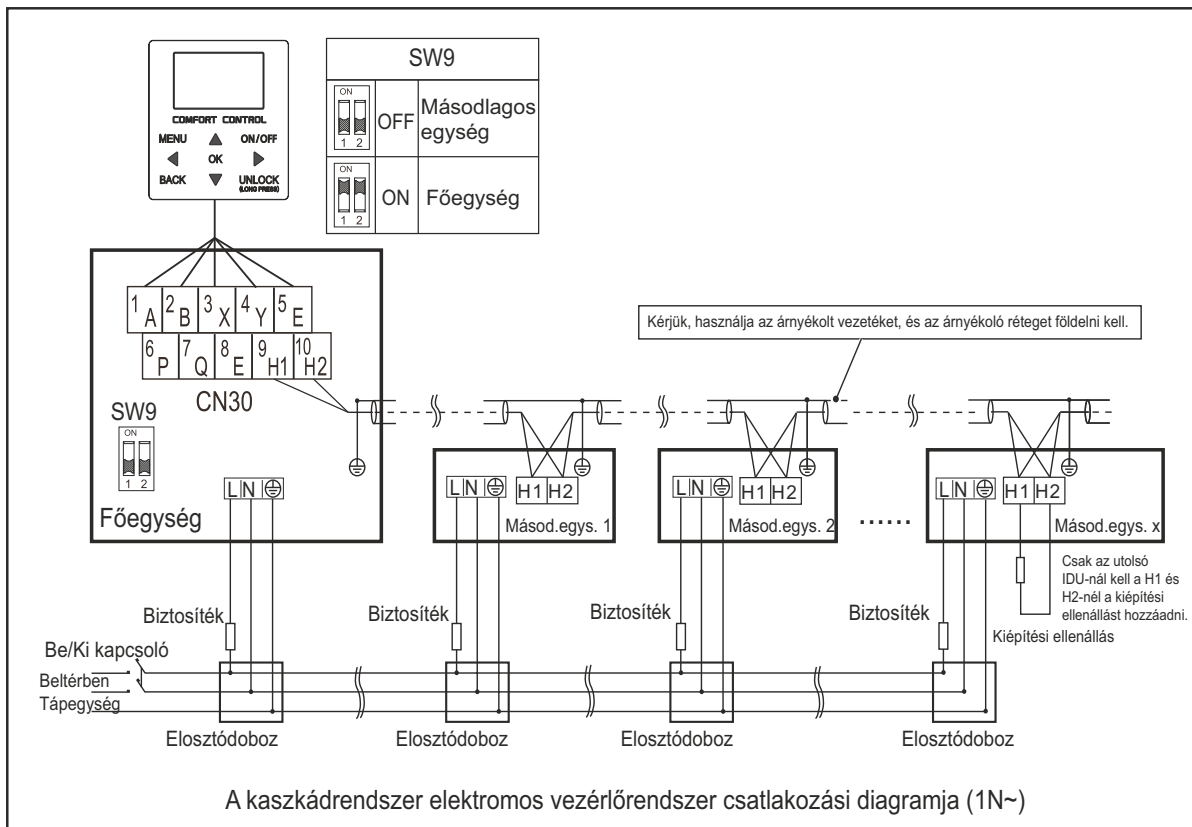 COMFORT CONTROL
MENU ON/OFF
OK
BACK UNLOCK
(LONG PRESS)
SW9
ON
1 2
OFF
Másodlagos
egység
ON
1 2
ON
Főegység
1 A 2 B 3 X 4 Y 5 E
6 P 7 Q 8 E 9 H1 10 H2
CN30
SW9
ON
1 2
Főegység
L N
Kérjük, használja az árnyékolt vezetéket, és az árnyékoló réteget földelni kell.
L N H1 H2
Másod.egys. 1
L N H1 H2
Másod.egys. 2
......
L N H1 H2
Másod.egys. x
Csak az utolsó
IDU-nál kell a H1 és
H2-nél a kiépítési
ellenállást hozzáadni.
Kiépítési ellenállás
Biztosíték
Biztosíték
Biztosíték
Biztosíték
Be/Ki kapcsoló
Beltérben
Tápegység
Elosztódoboz
Elosztódoboz
Elosztódoboz
Elosztódoboz
A kaszkádrendszer elektromos vezérlőrendszer csatlakozási diagramja (1N~)